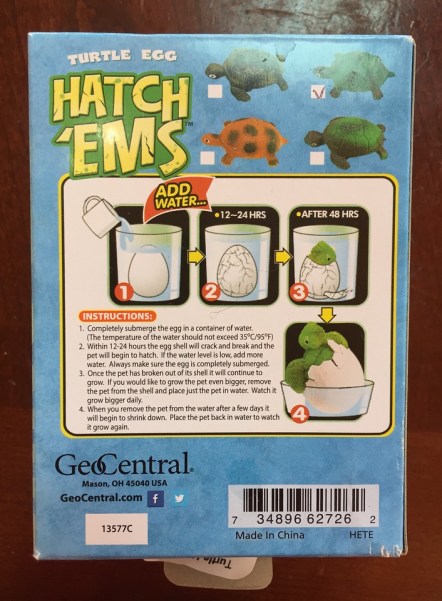 TURTLE EGG
HATCH
'EMS™
ADD
WATER...
•12~24 HRS
•AFTER 48 HRS
1
2
3
4
INSTRUCTIONS:
1. Completely submerge the egg in a container of water.
(The temperature of the water should not exceed 35°C/95°F)
2. Within 12-24 hours the egg shell will crack and break and the
pet will begin to hatch. If the water level is low, add more
water. Always make sure the egg is completely submerged.
3. Once the pet has broken out of its shell it will continue to
grow. If you would like to grow the pet even bigger, remove
the pet from the shell and place just the pet in water. Watch it
grow bigger daily.
4. When you remove the pet from the water after a few days it
will begin to shrink down. Place the pet back in water to watch
it grow again.
GeoCentral®
Mason, OH 45040 USA
GeoCentral.com f
13577C
7 34896 62726 2
Made In China HETE